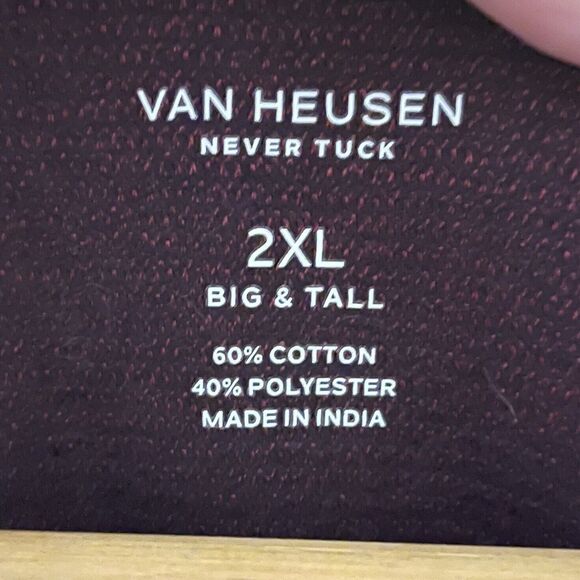 VAN HEUSEN
NEVER TUCK
2XL
BIG & TALL
60% COTTON
40% POLYESTER
MADE IN INDIA